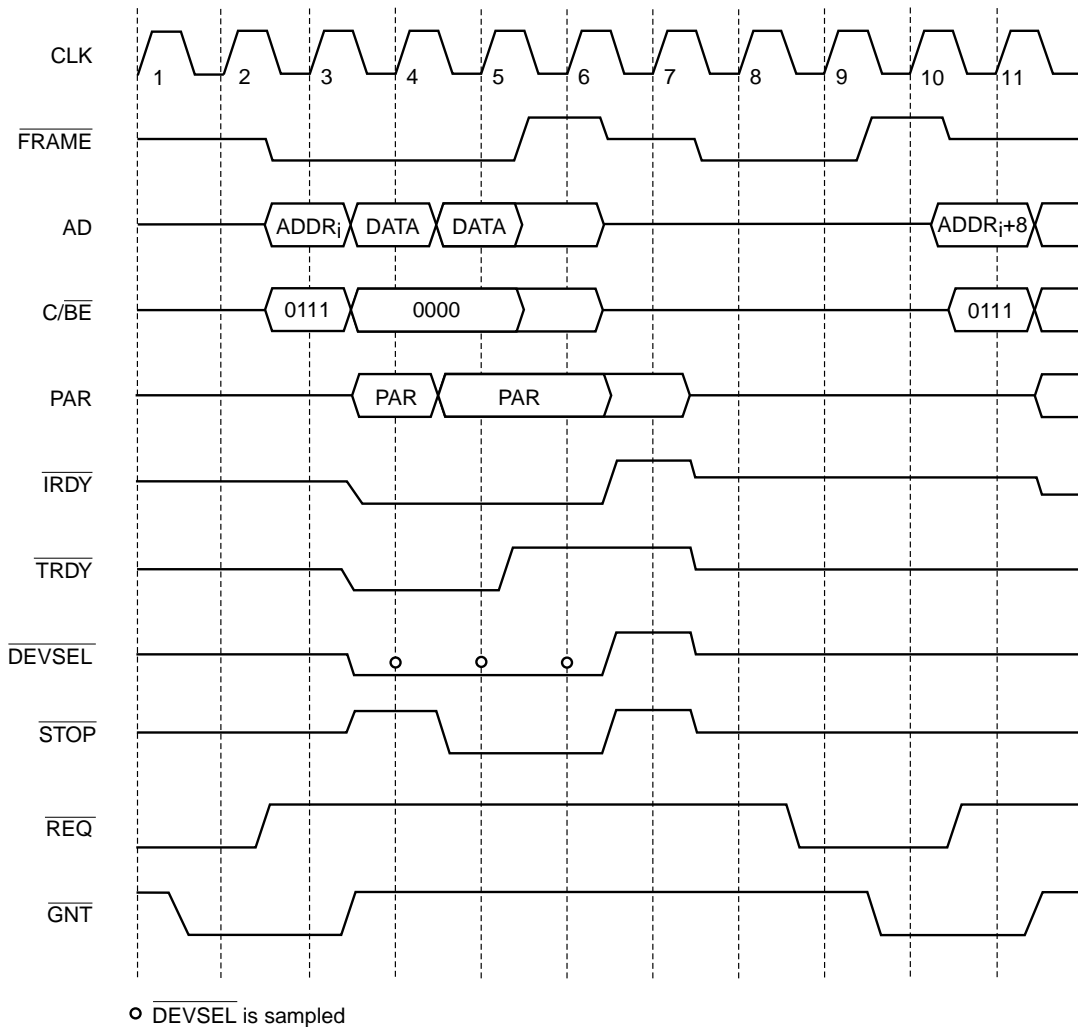 CLK
1 2 3 4 5 6 7 8 9 10 11
FRAME
AD
ADDRi DATA DATA ADDRi+8
C/BE
0111 0000 0111
PAR
PAR PAR
IRDY
TRDY
DEVSEL
STOP
REQ
GNT
DEVSEL is sampled